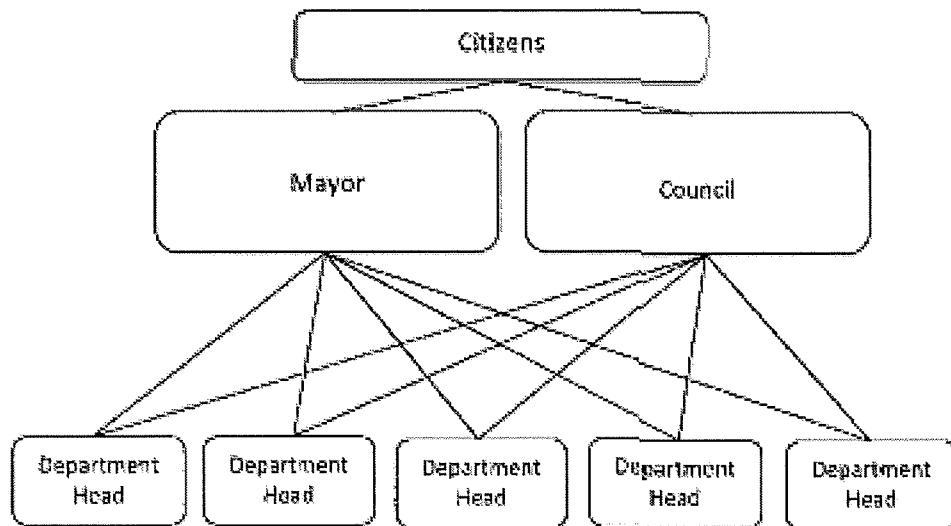 Citizens
Mayor
Council
Department
Head
Department
Head
Department
Head
Department
Head
Department
Head